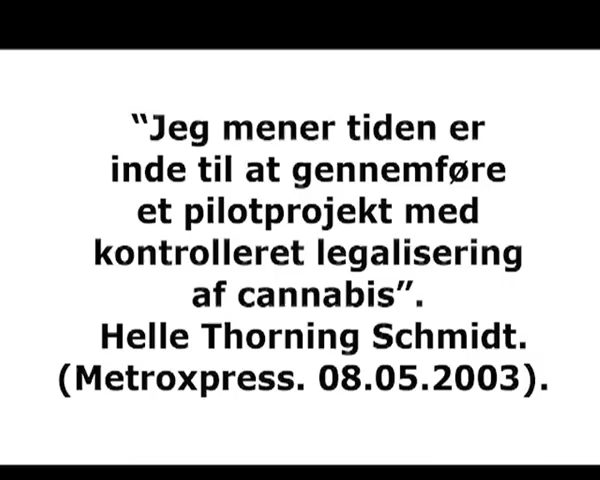 “Jeg mener tiden er
inde til at gennemføre
et pilotprojekt med
kontrolleret legalisering
af cannabis”.
Helle Thorning Schmidt.
(Metroxpress. 08.05.2003).